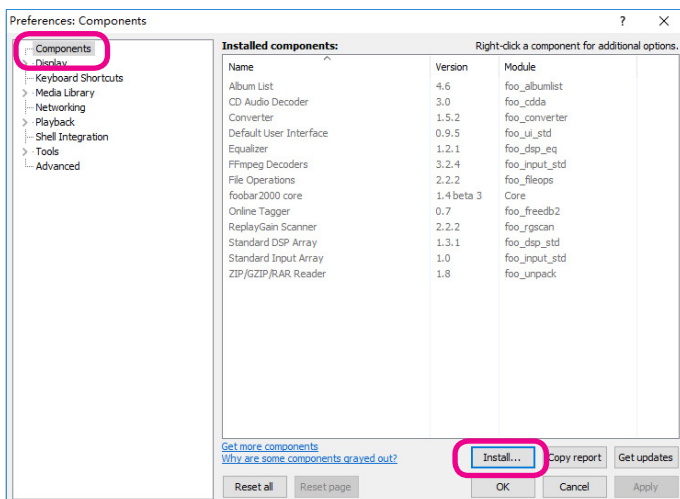 Preferences: Components
?
Components
Display
Keyboard Shortcuts
Media Library
Networking
Playback
Shell Integration
Tools
Advanced
Installed components: Right-click a component for additional options.
Name Version Module
Album List 4.6 foo_albumlist
CD Audio Decoder 3.0 foo_cdda
Converter 1.5.2 foo_converter
Default User Interface 0.9.5 foo_ui_std
Equalizer 1.2.1 foo_dsp_eq
FFmpeg Decoders 3.2.4 foo_input_std
File Operations 2.2.2 foo_fileops
foobar2000 core 1.4 beta 3 Core
Online Tagger 0.7 foo_freedb2
ReplayGain Scanner 2.2.2 foo_rgscan
Standard DSP Array 1.3.1 foo_dsp_std
Standard Input Array 1.0 foo_input_std
ZIP/GZIP/RAR Reader 1.8 foo_unpack
Get more components
Why are some components grayed out?
Install... Copy report Get updates
Reset all Reset page OK Cancel Apply